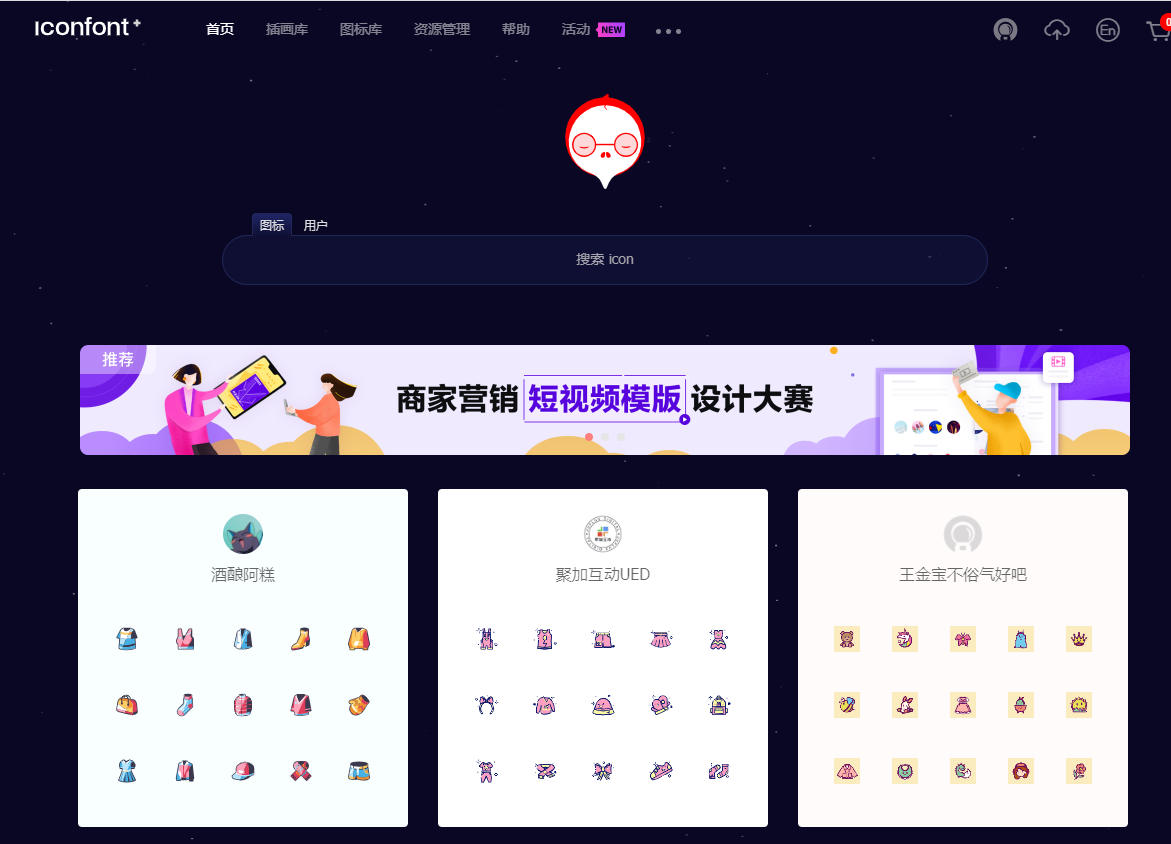 iconfont+
首页 插画库 图标库 资源管理 帮助 活动 NEW
En
0
图标 用户
搜索 icon
推荐
商家营销 短视频模版 设计大赛
酒酿阿糕 聚加互动UED 王金宝不俗气好吧